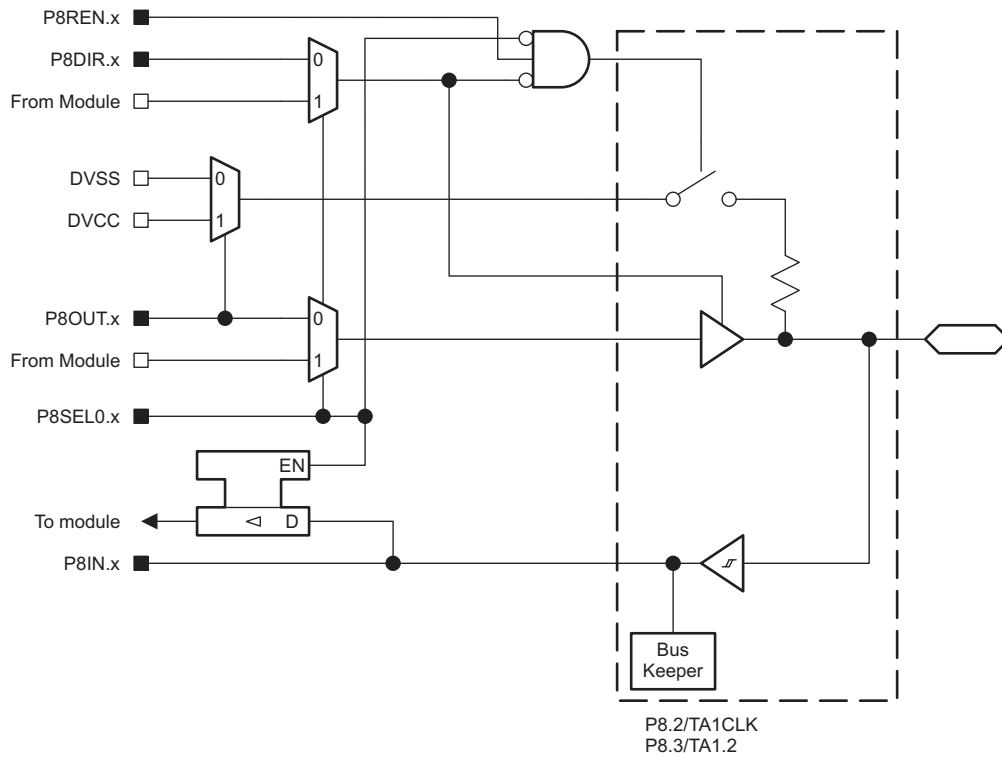 P8REN.x
P8DIR.x
0
From Module
1
DVSS
0
DVCC
1
P8OUT.x
0
From Module
1
P8SEL0.x
EN
To module
D
P8IN.x
Bus
Keeper
P8.2/TA1CLK
P8.3/TA1.2